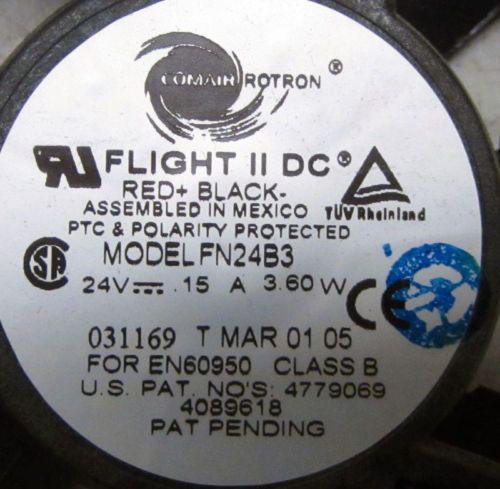 COMAIR ROTRON ®
FLIGHT II DC ®
RED+ BLACK-
ASSEMBLED IN MEXICO
TÜV Rheinland
PTC & POLARITY PROTECTED
MODEL FN24B3
24V⎓ .15 A 3.60 W
031169 T MAR 01 05
FOR EN60950 CLASS B
U.S. PAT. NO'S: 4779069
4089618
PAT PENDING